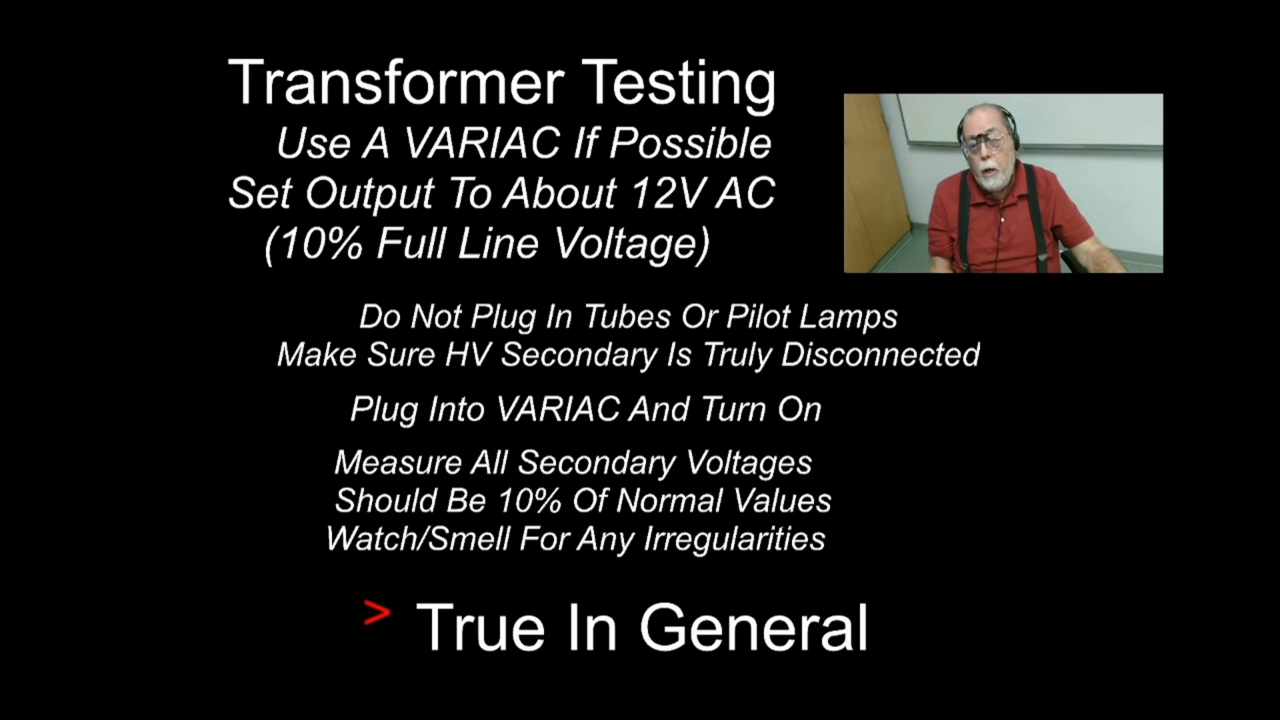 Transformer Testing
Use A VARIAC If Possible
Set Output To About 12V AC
(10% Full Line Voltage)
Do Not Plug In Tubes Or Pilot Lamps
Make Sure HV Secondary Is Truly Disconnected
Plug Into VARIAC And Turn On
Measure All Secondary Voltages
Should Be 10% Of Normal Values
Watch/Smell For Any Irregularities
> True In General